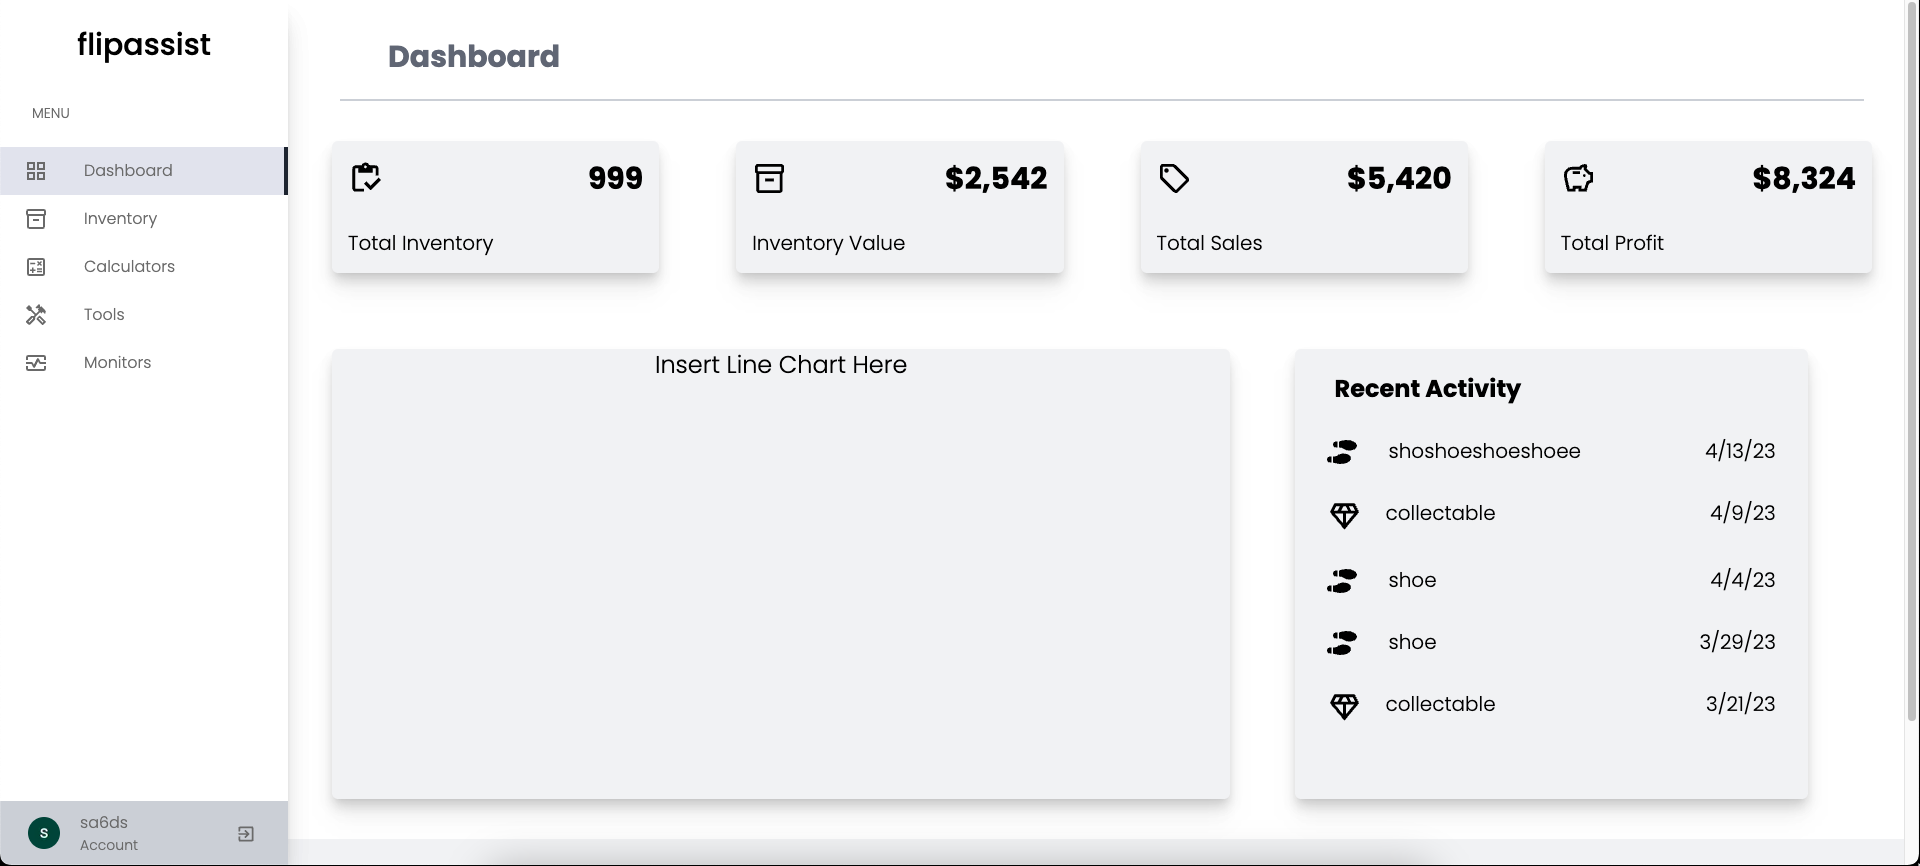 flipassist
MENU
Dashboard
Inventory
Calculators
Tools
Monitors
S
sa6ds
Account
Dashboard
999
Total Inventory
$2,542
Inventory Value
$5,420
Total Sales
$8,324
Total Profit
Insert Line Chart Here
Recent Activity
shoshoeshoeshoee 4/13/23
collectable 4/9/23
shoe 4/4/23
shoe 3/29/23
collectable 3/21/23